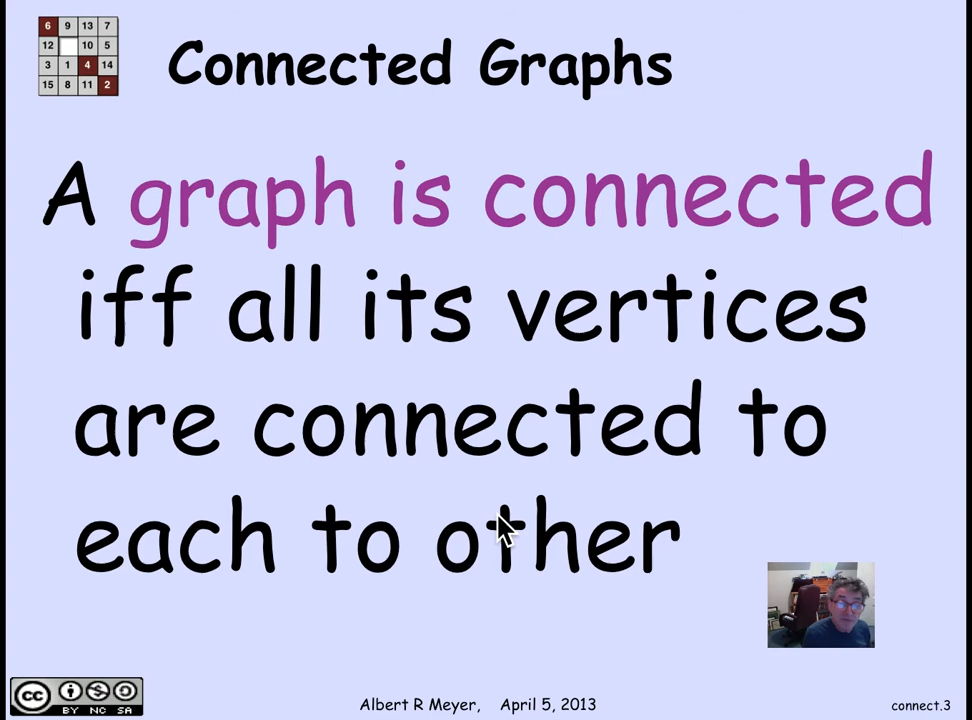 6 9 13 7
12 10 5
3 1 4 14
15 8 11 2
Connected Graphs
A graph is connected
iff all its vertices
are connected to
each to other
cc
BY NC SA
Albert R Meyer, April 5, 2013
connect.3